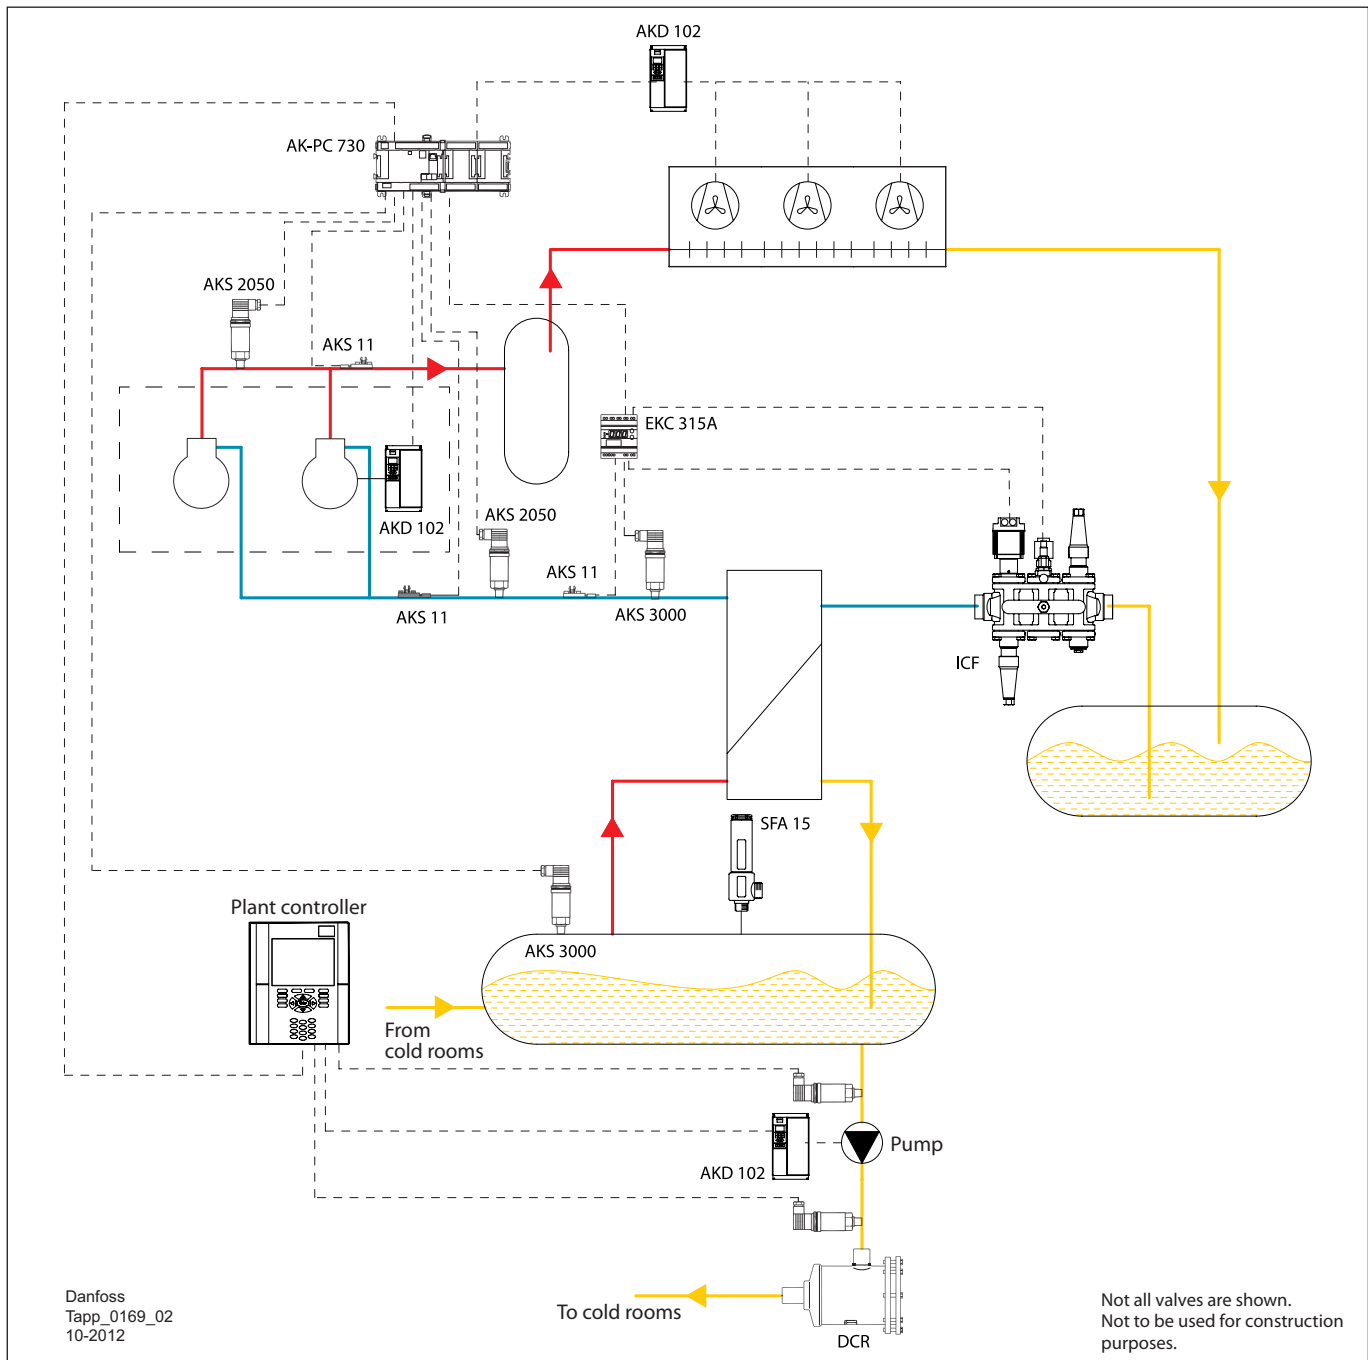 AKD 102
AK-PC 730
AKS 2050
AKS 11
EKC 315A
AKD 102
AKS 2050
AKS 11
AKS 11
AKS 3000
ICF
SFA 15
Plant controller
AKS 3000
From
cold rooms
Pump
AKD 102
To cold rooms
DCR
Danfoss
Tapp_0169_02
10-2012
Not all valves are shown.
Not to be used for construction
purposes.